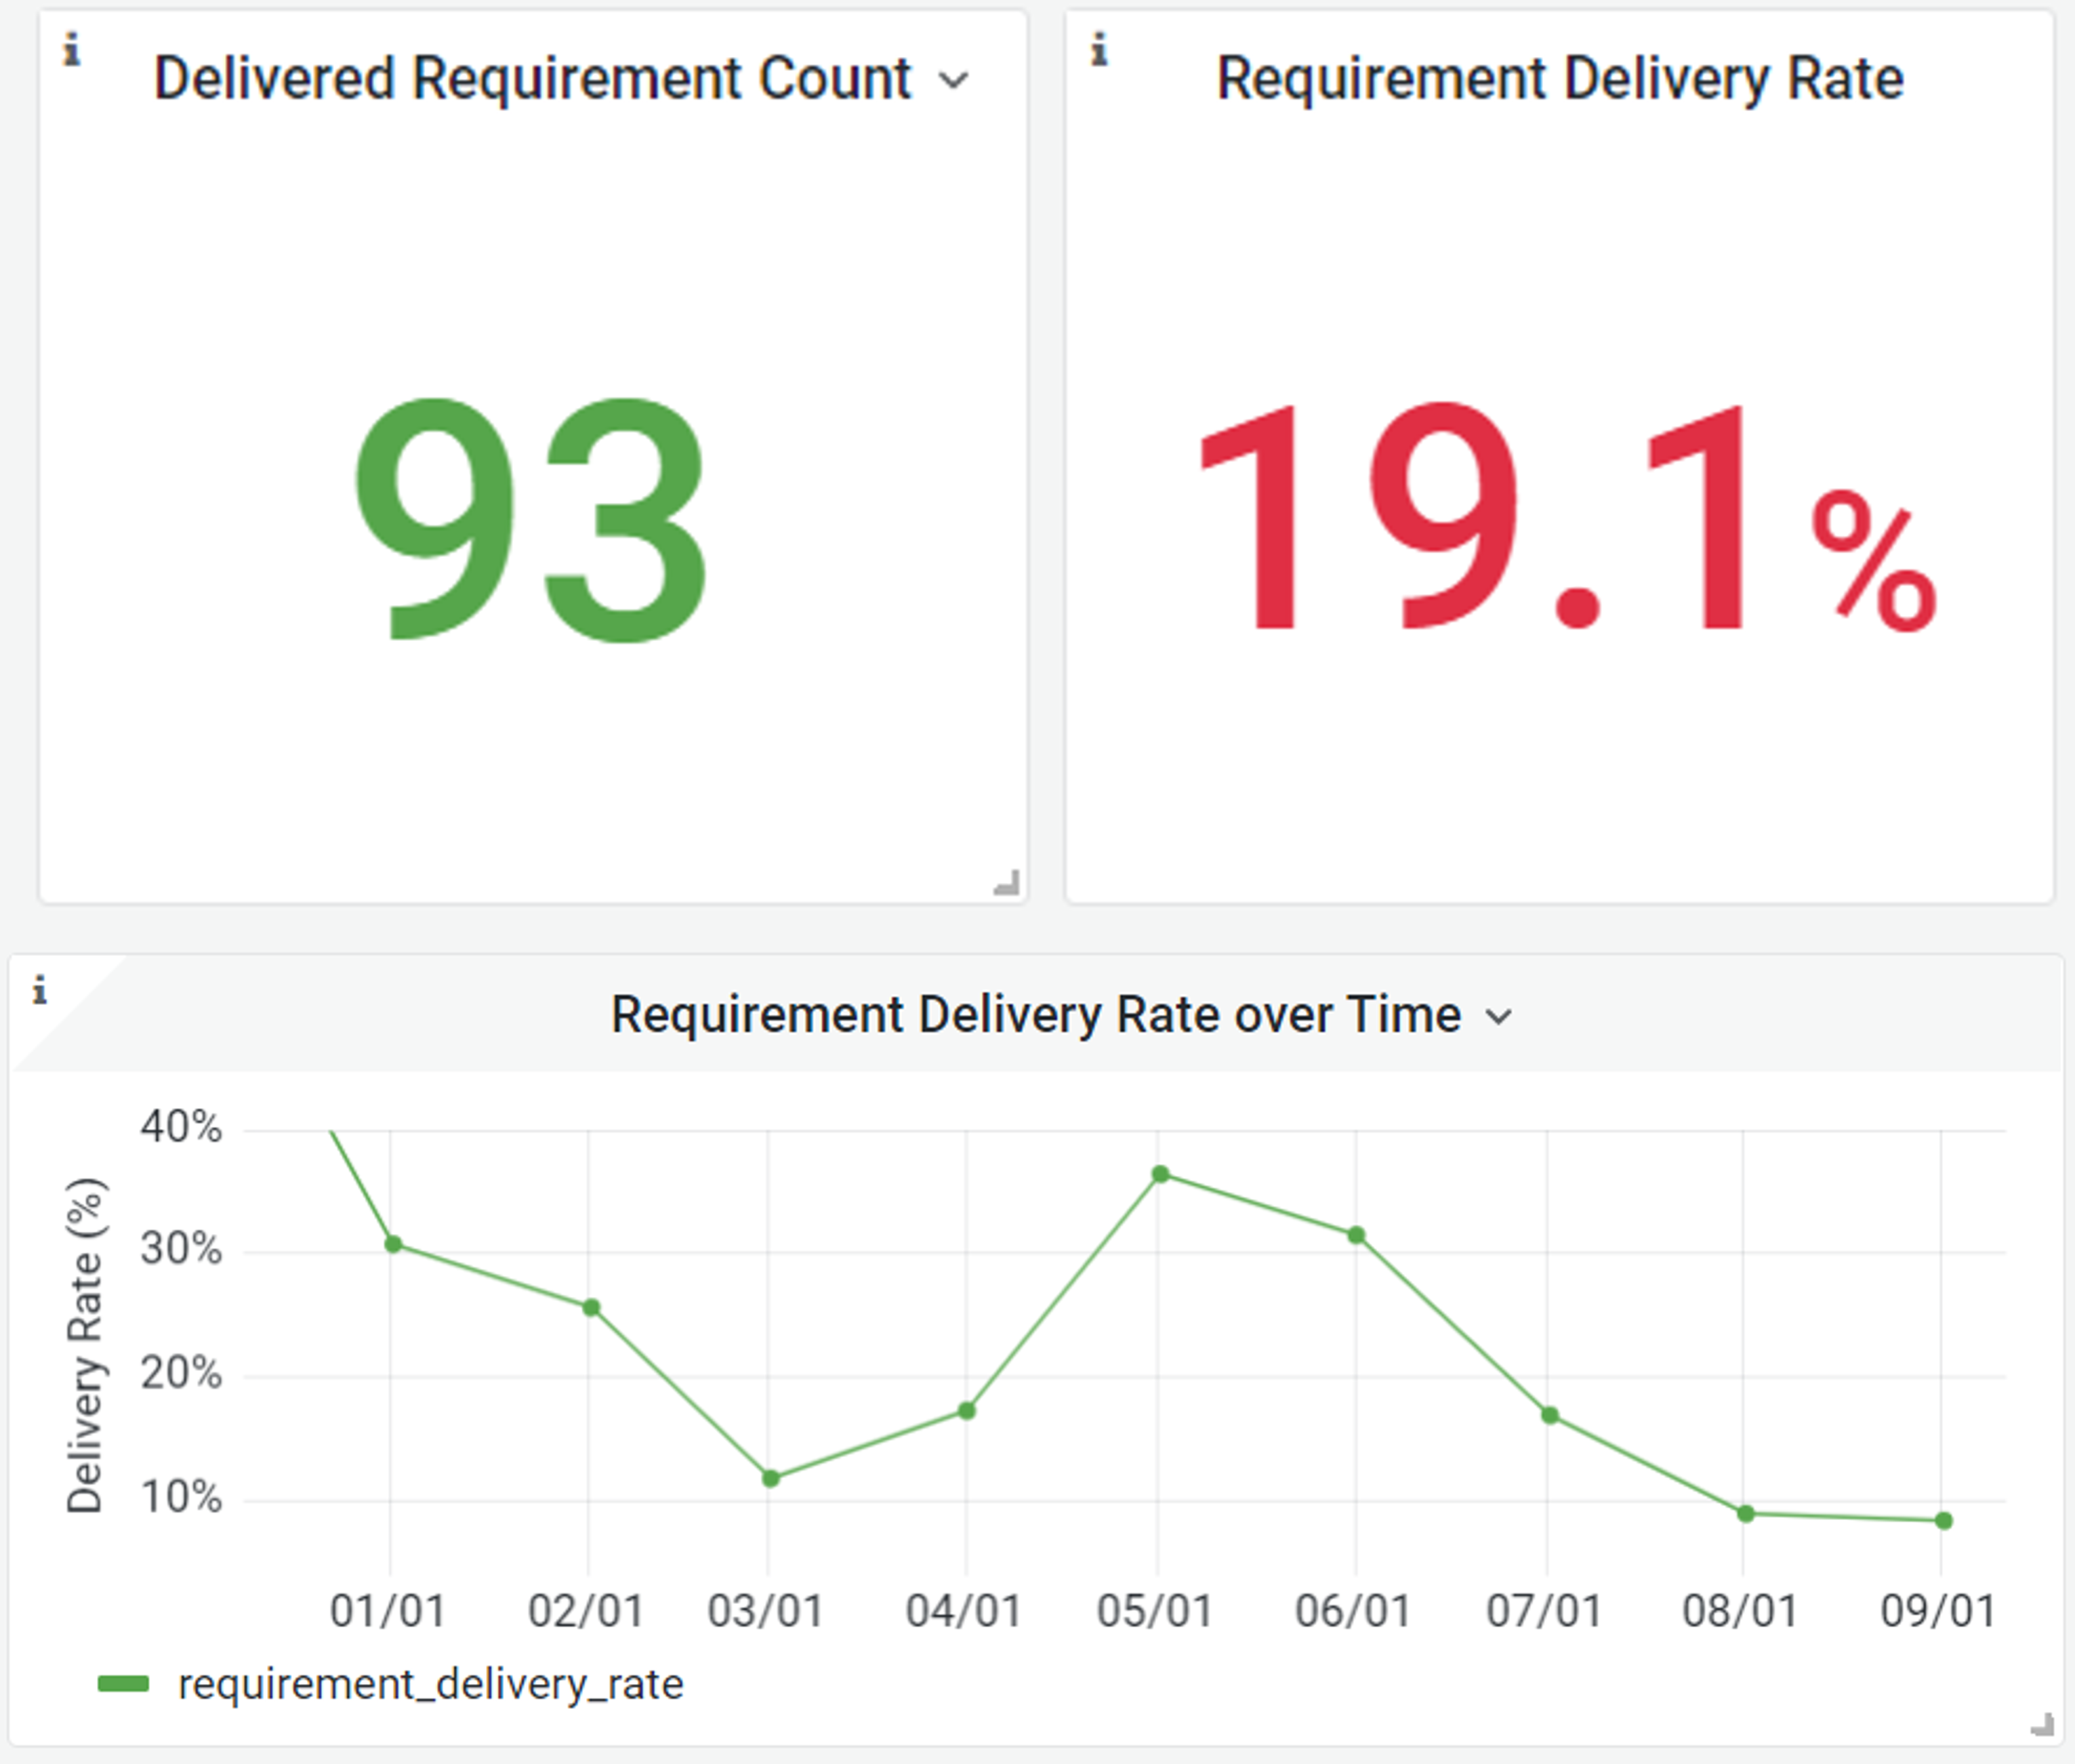 Delivered Requirement Count
93
Requirement Delivery Rate
19.1%
Requirement Delivery Rate over Time
Delivery Rate (%)
40%
30%
20%
10%
01/01 02/01 03/01 04/01 05/01 06/01 07/01 08/01 09/01
requirement_delivery_rate